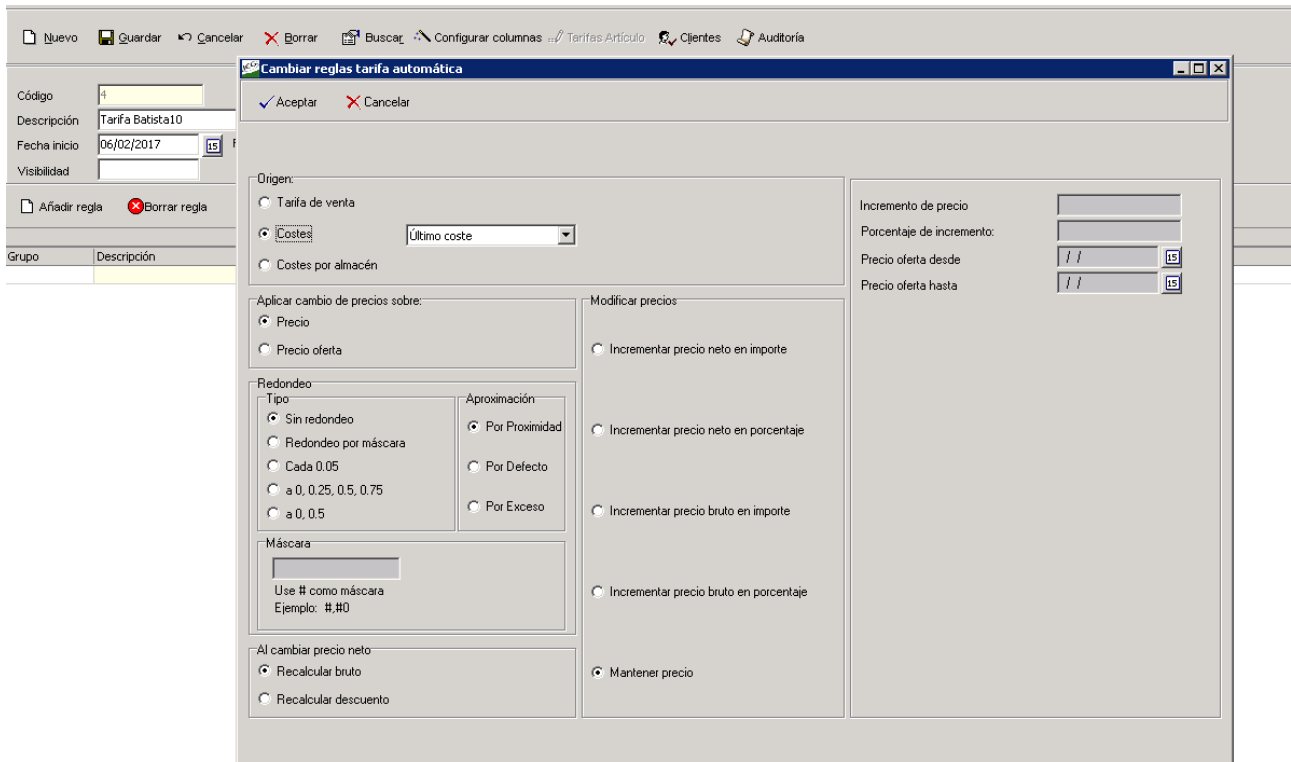 Nuevo Guardar Cancelar Borrar Buscar Configurar columnas Tarifas Artículo Clientes Auditoría
Cambiar reglas tarifa automática
Aceptar Cancelar
Código 4
Descripción Tarifa Batista10
Fecha inicio 06/02/2017 15
Visibilidad
Añadir regla Borrar regla
Grupo Descripción
Origen:
Tarifa de venta
Costes Último coste
Costes por almacén
Incremento de precio
Porcentaje de incremento:
Precio oferta desde / / 15
Precio oferta hasta / / 15
Aplicar cambio de precios sobre:
Precio
Precio oferta
Redondeo
Tipo
Sin redondeo
Redondeo por máscara
Cada 0.05
a 0, 0.25, 0.5, 0.75
a 0, 0.5
Aproximación
Por Proximidad
Por Defecto
Por Exceso
Máscara
Use # como máscara
Ejemplo: #,#0
Al cambiar precio neto
Recalcular bruto
Recalcular descuento
Modificar precios
Incrementar precio neto en importe
Incrementar precio neto en porcentaje
Incrementar precio bruto en importe
Incrementar precio bruto en porcentaje
Mantener precio